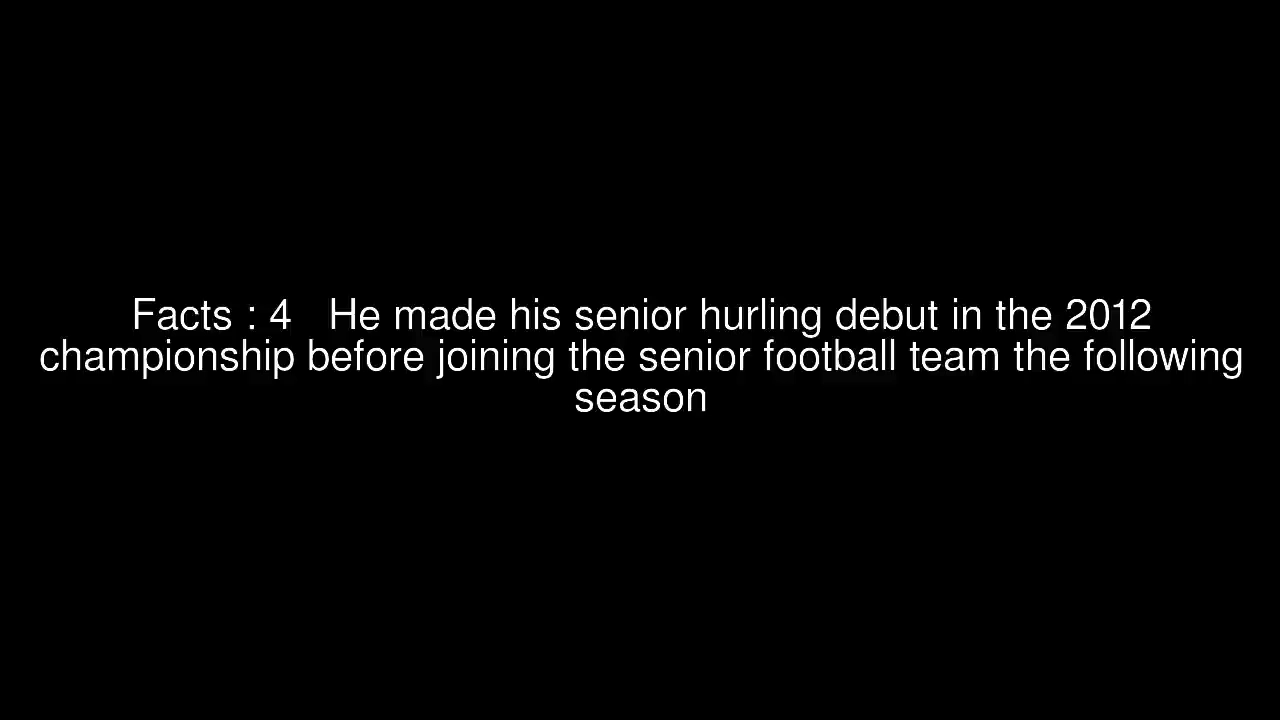 Facts : 4   He made his senior hurling debut in the 2012
championship before joining the senior football team the following
season